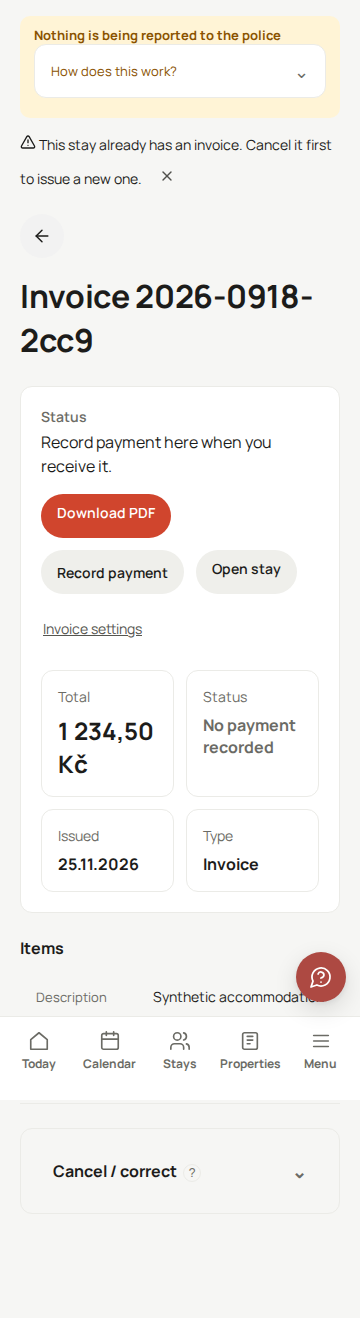 Nothing is being reported to the police
How does this work?
This stay already has an invoice. Cancel it first
to issue a new one.
Invoice 2026-0918-
2cc9
Status
Record payment here when you
receive it.
Download PDF
Record payment
Open stay
Invoice settings
Total
1 234,50
Kč
Status
No payment
recorded
Issued
25.11.2026
Type
Invoice
Items
Description
Synthetic
Today
Calendar
Stays
Properties
Menu
Cancel / correct ?